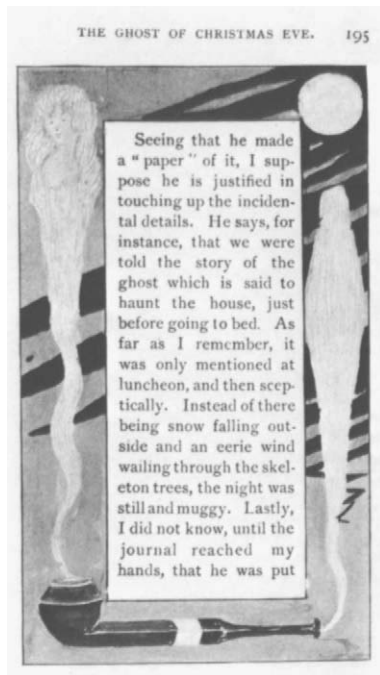 THE GHOST OF CHRISTMAS EVE. 195
Seeing that he made
a "paper" of it, I sup-
pose he is justified in
touching up the inciden-
tal details. He says, for
instance, that we were
told the story of the
ghost which is said to
haunt the house, just
before going to bed. As
far as I remember, it
was only mentioned at
luncheon, and then scep-
tically. Instead of there
being snow falling out-
side and an eerie wind
wailing through the skel-
eton trees, the night was
still and muggy. Lastly,
I did not know, until the
journal reached my
hands, that he was put